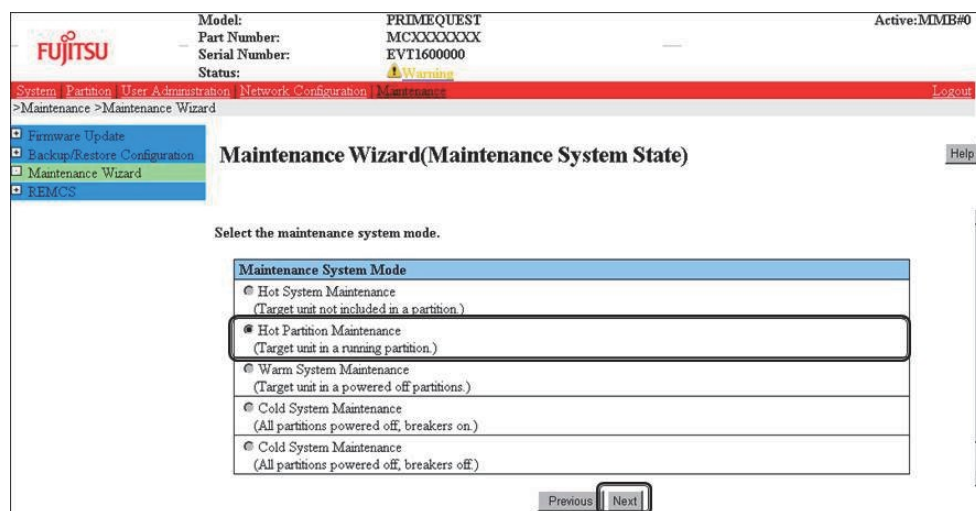 FUJITSU
Model: PRIMEQUEST Active:MMB#0
Part Number: MCXXXXXXX
Serial Number: EVT1600000
Status: Warning
System | Partition | User Administration | Network Configuration | Maintenance Logout
>Maintenance >Maintenance Wizard
Firmware Update
Backup/Restore Configuration
Maintenance Wizard
REMCS
Maintenance Wizard(Maintenance System State)
Help
Select the maintenance system mode.
Maintenance System Mode
Hot System Maintenance
(Target unit not included in a partition.)
Hot Partition Maintenance
(Target unit in a running partition.)
Warm System Maintenance
(Target unit in a powered off partitions.)
Cold System Maintenance
(All partitions powered off, breakers on.)
Cold System Maintenance
(All partitions powered off, breakers off.)
Previous Next